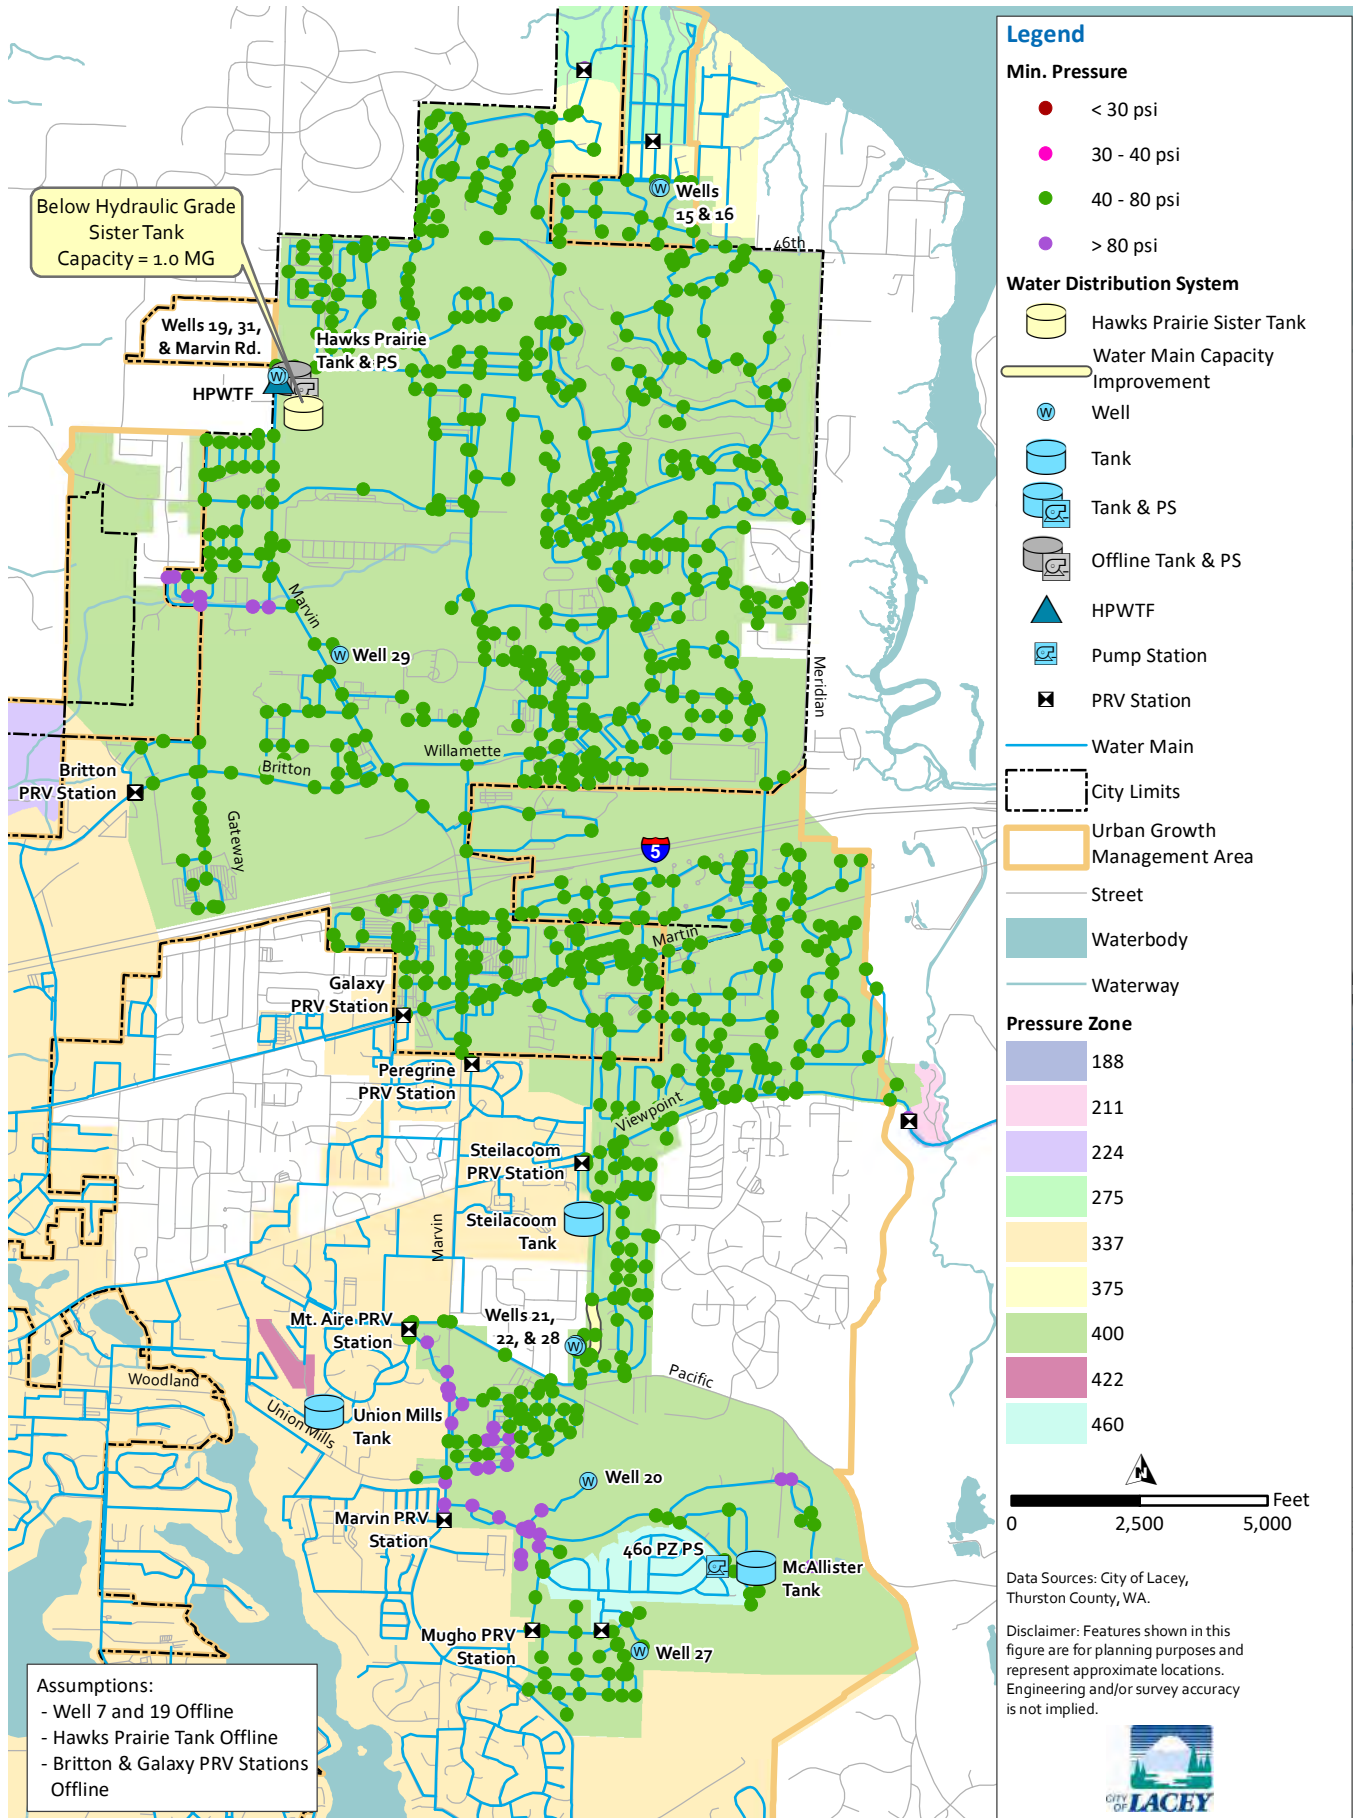 Below Hydraulic Grade
Sister Tank
Capacity = 1.0 MG
Wells
15 & 16
46th
Wells 19, 31,
& Marvin Rd.
Hawks Prairie
Tank & PS
HPWTF
Marvin
Well 29
Meridian
Willamette
Britton
Britton
PRV Station
Gateway
5
Martin
Galaxy
PRV Station
Peregrine
PRV Station
Viewpoint
Steilacoom
PRV Station
Steilacoom
Tank
Marvin
Wells 21,
22, & 28
Mt. Aire PRV
Station
Pacific
Woodland
Union Mills
Union Mills
Tank
Well 20
Marvin PRV
Station
460 PZ PS
McAllister
Tank
Mugho PRV
Station
Well 27
Assumptions:
- Well 7 and 19 Offline
- Hawks Prairie Tank Offline
- Britton & Galaxy PRV Stations
Offline
Legend
Min. Pressure
< 30 psi
30 - 40 psi
40 - 80 psi
> 80 psi
Water Distribution System
Hawks Prairie Sister Tank
Water Main Capacity
Improvement
W Well
Tank
Tank & PS
Offline Tank & PS
HPWTF
Pump Station
PRV Station
Water Main
City Limits
Urban Growth
Management Area
Street
Waterbody
Waterway
Pressure Zone
188
211
224
275
337
375
400
422
460
N
Feet
0 2,500 5,000
Data Sources: City of Lacey,
Thurston County, WA.
Disclaimer: Features shown in this
figure are for planning purposes and
represent approximate locations.
Engineering and/or survey accuracy
is not implied.
CITY OF LACEY